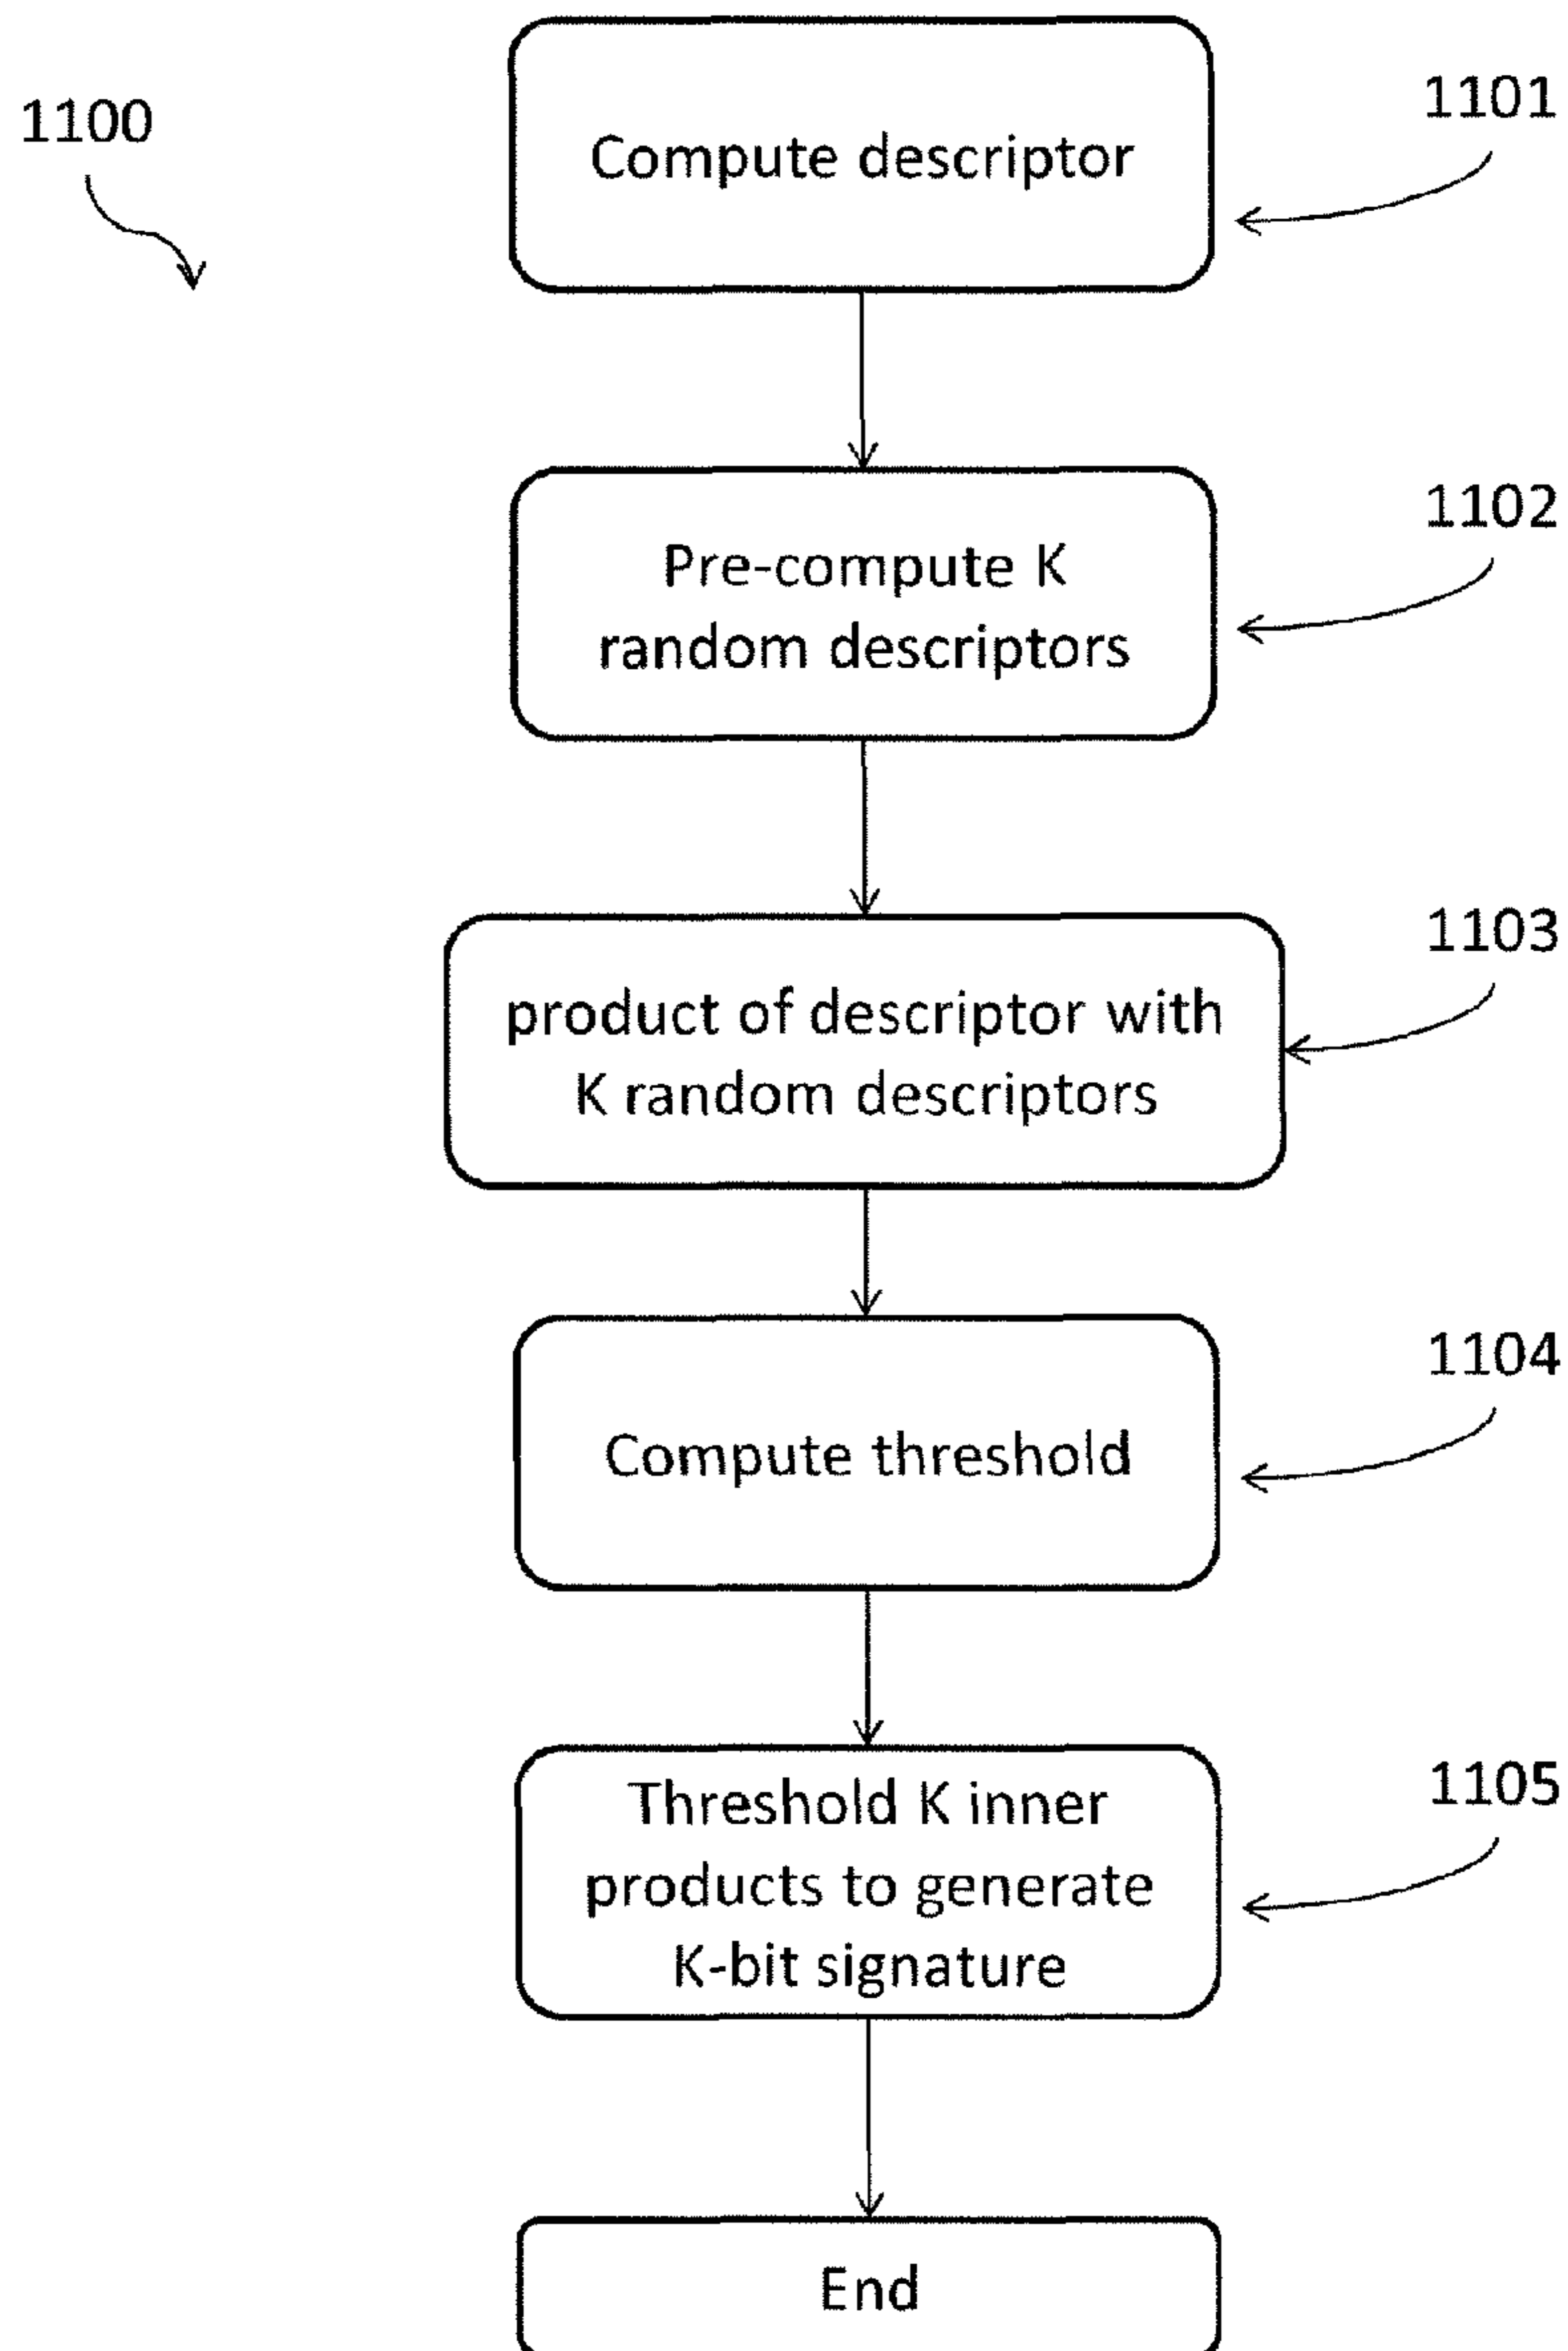 1100
1101
Compute descriptor
1102
Pre-compute K
random descriptors
1103
product of descriptor with
K random descriptors
1104
Compute threshold
1105
Threshold K inner
products to generate
K-bit signature
End